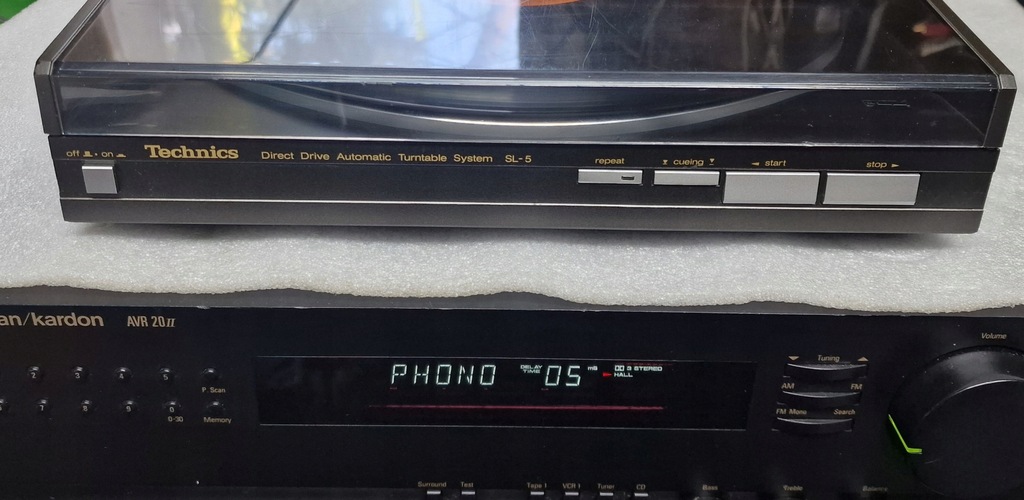 off on Technics Direct Drive Automatic Turntable System SL-5 repeat cueing start stop
an/kardon AVR 20 II
Volume
Tuning
PHONO DELAY TIME 05 mS 3 STEREO
HALL
2 3 4 5 P. Scan
AM FM
7 8 9 0 Memory
0-30
FM Mono Search
Surround Test Tape 1 VCR 1 Tuner CD Bass Treble Balance